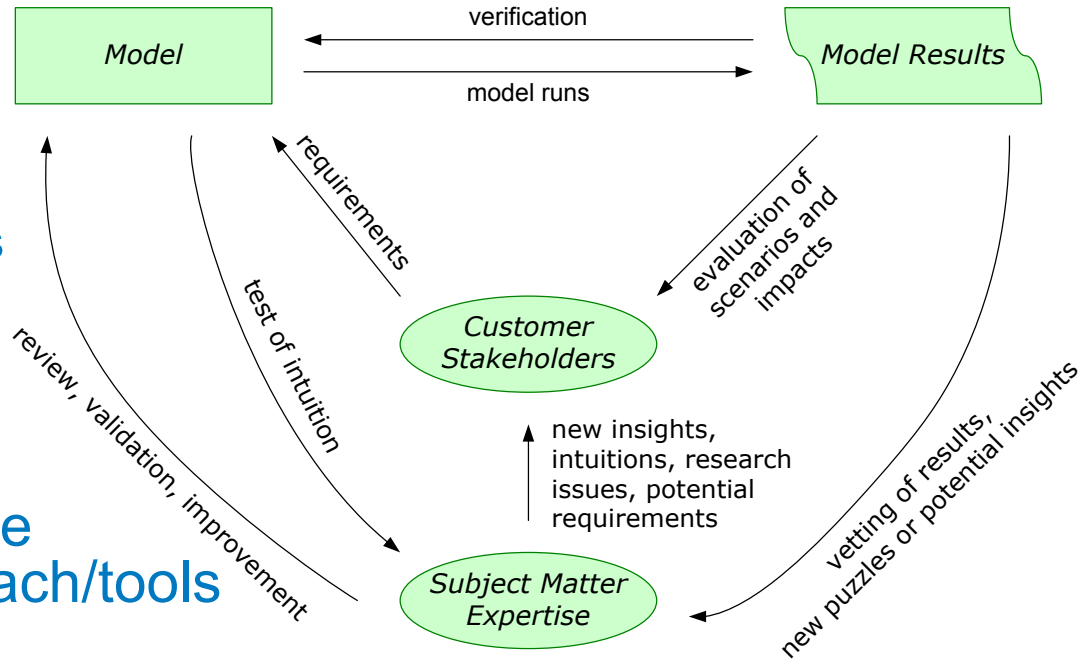 verification
Model
Model Results
model runs
requirements
evaluation of
scenarios and
impacts
s
test of intuition
Customer
Stakeholders
review, validation, improvement
new insights,
intuitions, research
issues, potential
requirements
vetting of results,
new puzzles or potential insights
e
ach/tools
Subject Matter
Expertise